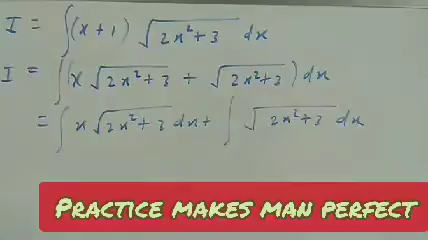 I = ∫(x + 1) √(2x² + 3) dx
I = ∫(x √(2x² + 3) + √(2x² + 3)) dx
= ∫ x √(2x² + 3) dx + ∫ √(2x² + 3) dx
PRACTICE MAKES MAN PERFECT